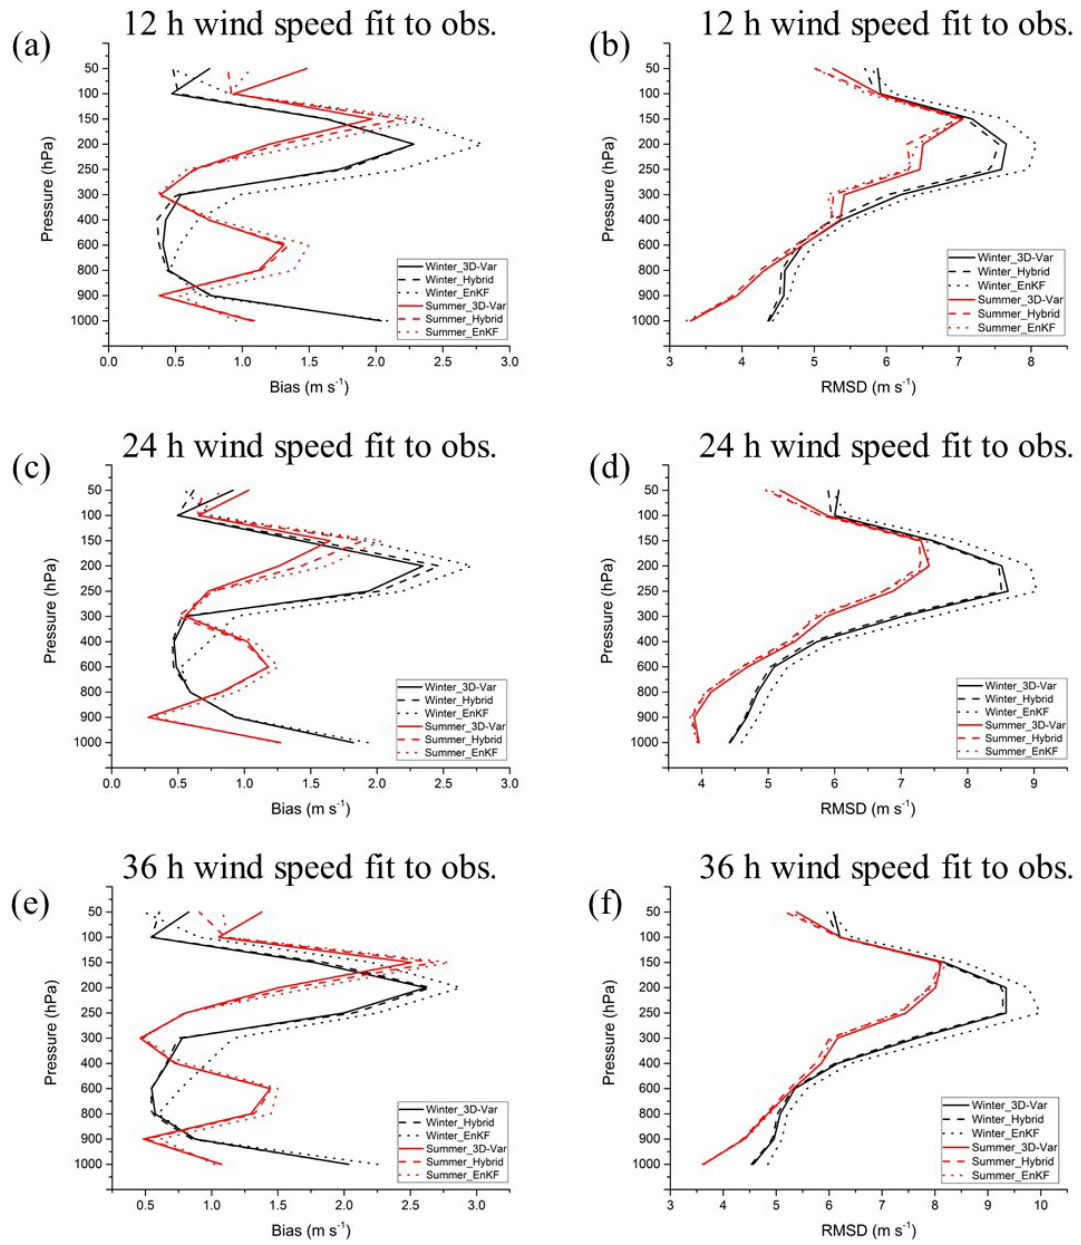 12 h wind speed fit to obs.
(a)
50
100
150
200
250
300
400
600
800
900
1000
Pressure (hPa)
Winter_3D-Var
Winter_Hybrid
Winter_EnKF
Summer_3D-Var
Summer_Hybrid
Summer_EnKF
0.0 0.5 1.0 1.5 2.0 2.5 3.0
Bias (m s⁻¹)
12 h wind speed fit to obs.
(b)
50
100
150
200
250
300
400
600
800
900
1000
Pressure (hPa)
Winter_3D-Var
Winter_Hybrid
Winter_EnKF
Summer_3D-Var
Summer_Hybrid
Summer_EnKF
3 4 5 6 7 8
RMSD (m s⁻¹)
24 h wind speed fit to obs.
(c)
50
100
150
200
250
300
400
600
800
900
1000
Pressure (hPa)
Winter_3D-Var
Winter_Hybrid
Winter_EnKF
Summer_3D-Var
Summer_Hybrid
Summer_EnKF
0.0 0.5 1.0 1.5 2.0 2.5 3.0
Bias (m s⁻¹)
24 h wind speed fit to obs.
(d)
50
100
150
200
250
300
400
600
800
900
1000
Pressure (hPa)
Winter_3D-Var
Winter_Hybrid
Winter_EnKF
Summer_3D-Var
Summer_Hybrid
Summer_EnKF
4 5 6 7 8 9
RMSD (m s⁻¹)
36 h wind speed fit to obs.
(e)
50
100
150
200
250
300
400
600
800
900
1000
Pressure (hPa)
Winter_3D-Var
Winter_Hybrid
Winter_EnKF
Summer_3D-Var
Summer_Hybrid
Summer_EnKF
0.5 1.0 1.5 2.0 2.5 3.0
Bias (m s⁻¹)
36 h wind speed fit to obs.
(f)
50
100
150
200
250
300
400
600
800
900
1000
Pressure (hPa)
Winter_3D-Var
Winter_Hybrid
Winter_EnKF
Summer_3D-Var
Summer_Hybrid
Summer_EnKF
3 4 5 6 7 8 9 10
RMSD (m s⁻¹)